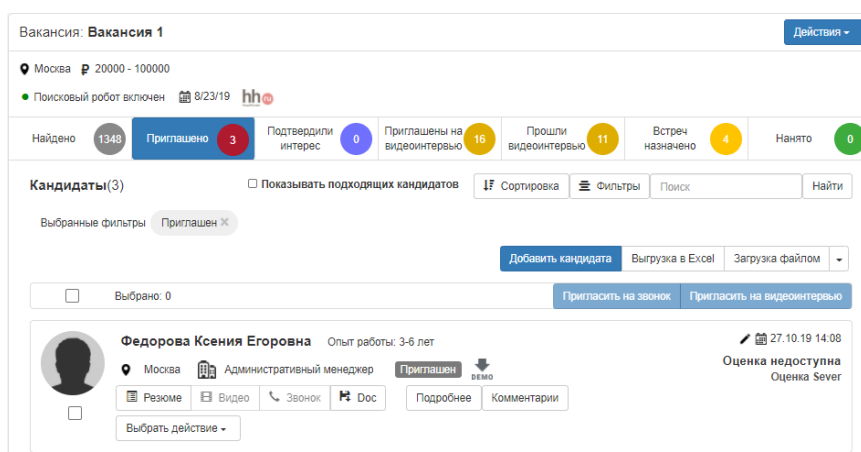 Вакансия: Вакансия 1
Действия
Москва ₽ 20000 - 100000
Поисковый робот включен 8/23/19 hh ru
Найдено 1348
Приглашено 3
Подтвердили интерес 0
Приглашены на видеоинтервью 16
Прошли видеоинтервью 11
Встреч назначено 4
Нанято 0
Кандидаты(3)
Показывать подходящих кандидатов
Сортировка Фильтры Поиск Найти
Выбранные фильтры Приглашен ×
Добавить кандидата Выгрузка в Excel Загрузка файлом
Выбрано: 0
Пригласить на звонок Пригласить на видеоинтервью
Федорова Ксения Егоровна Опыт работы: 3-6 лет
27.10.19 14:08
Москва Административный менеджер Приглашен DEMO
Оценка недоступна
Оценка Sever
Резюме Видео Звонок Doc Подробнее Комментарии
Выбрать действие